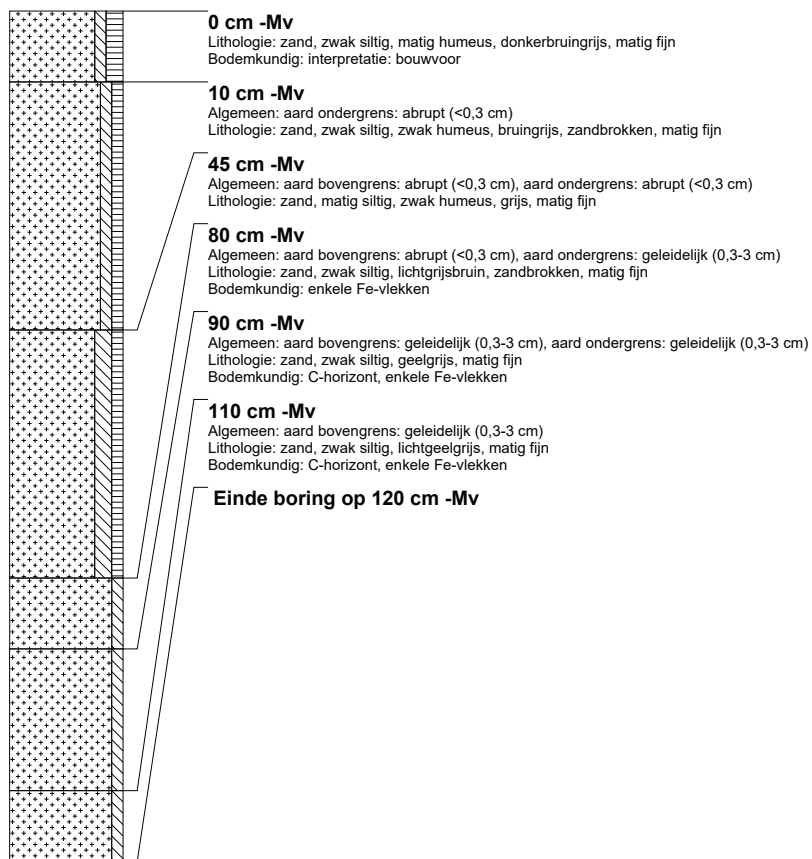 0 cm -Mv
Lithologie: zand, zwak siltig, matig humeus, donkerbruingrijs, matig fijn
Bodemkundig: interpretatie: bouwvoor
10 cm -Mv
Algemeen: aard ondergrens: abrupt (<0,3 cm)
Lithologie: zand, zwak siltig, zwak humeus, bruingrijs, zandbrokken, matig fijn
45 cm -Mv
Algemeen: aard bovengrens: abrupt (<0,3 cm), aard ondergrens: abrupt (<0,3 cm)
Lithologie: zand, matig siltig, zwak humeus, grijs, matig fijn
80 cm -Mv
Algemeen: aard bovengrens: abrupt (<0,3 cm), aard ondergrens: geleidelijk (0,3-3 cm)
Lithologie: zand, zwak siltig, lichtgrijsbruin, zandbrokken, matig fijn
Bodemkundig: enkele Fe-vlekken
90 cm -Mv
Algemeen: aard bovengrens: geleidelijk (0,3-3 cm), aard ondergrens: geleidelijk (0,3-3 cm)
Lithologie: zand, zwak siltig, geelgrijs, matig fijn
Bodemkundig: C-horizont, enkele Fe-vlekken
110 cm -Mv
Algemeen: aard bovengrens: geleidelijk (0,3-3 cm)
Lithologie: zand, zwak siltig, lichtgeelgrijs, matig fijn
Bodemkundig: C-horizont, enkele Fe-vlekken
Einde boring op 120 cm -Mv